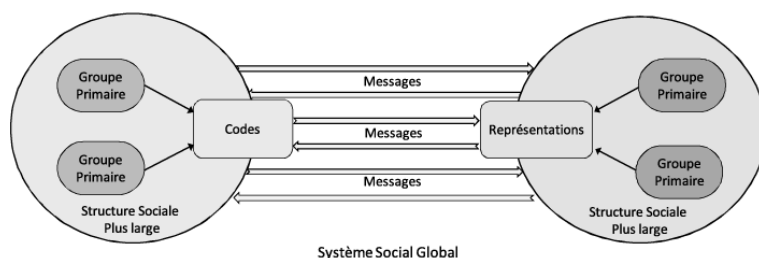 Groupe
Primaire
Groupe
Primaire
Structure Sociale
Plus large
Codes
Messages
Messages
Messages
Représentations
Groupe
Primaire
Groupe
Primaire
Structure Sociale
Plus large
Système Social Global